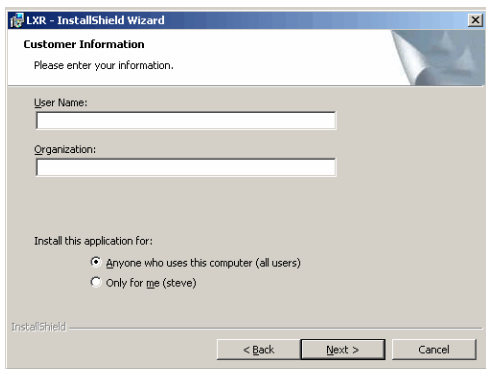 LXR - InstallShield Wizard
Customer Information
Please enter your information.
User Name:
Organization:
Install this application for:
Anyone who uses this computer (all users)
Only for me (steve)
InstallShield
< Back Next > Cancel